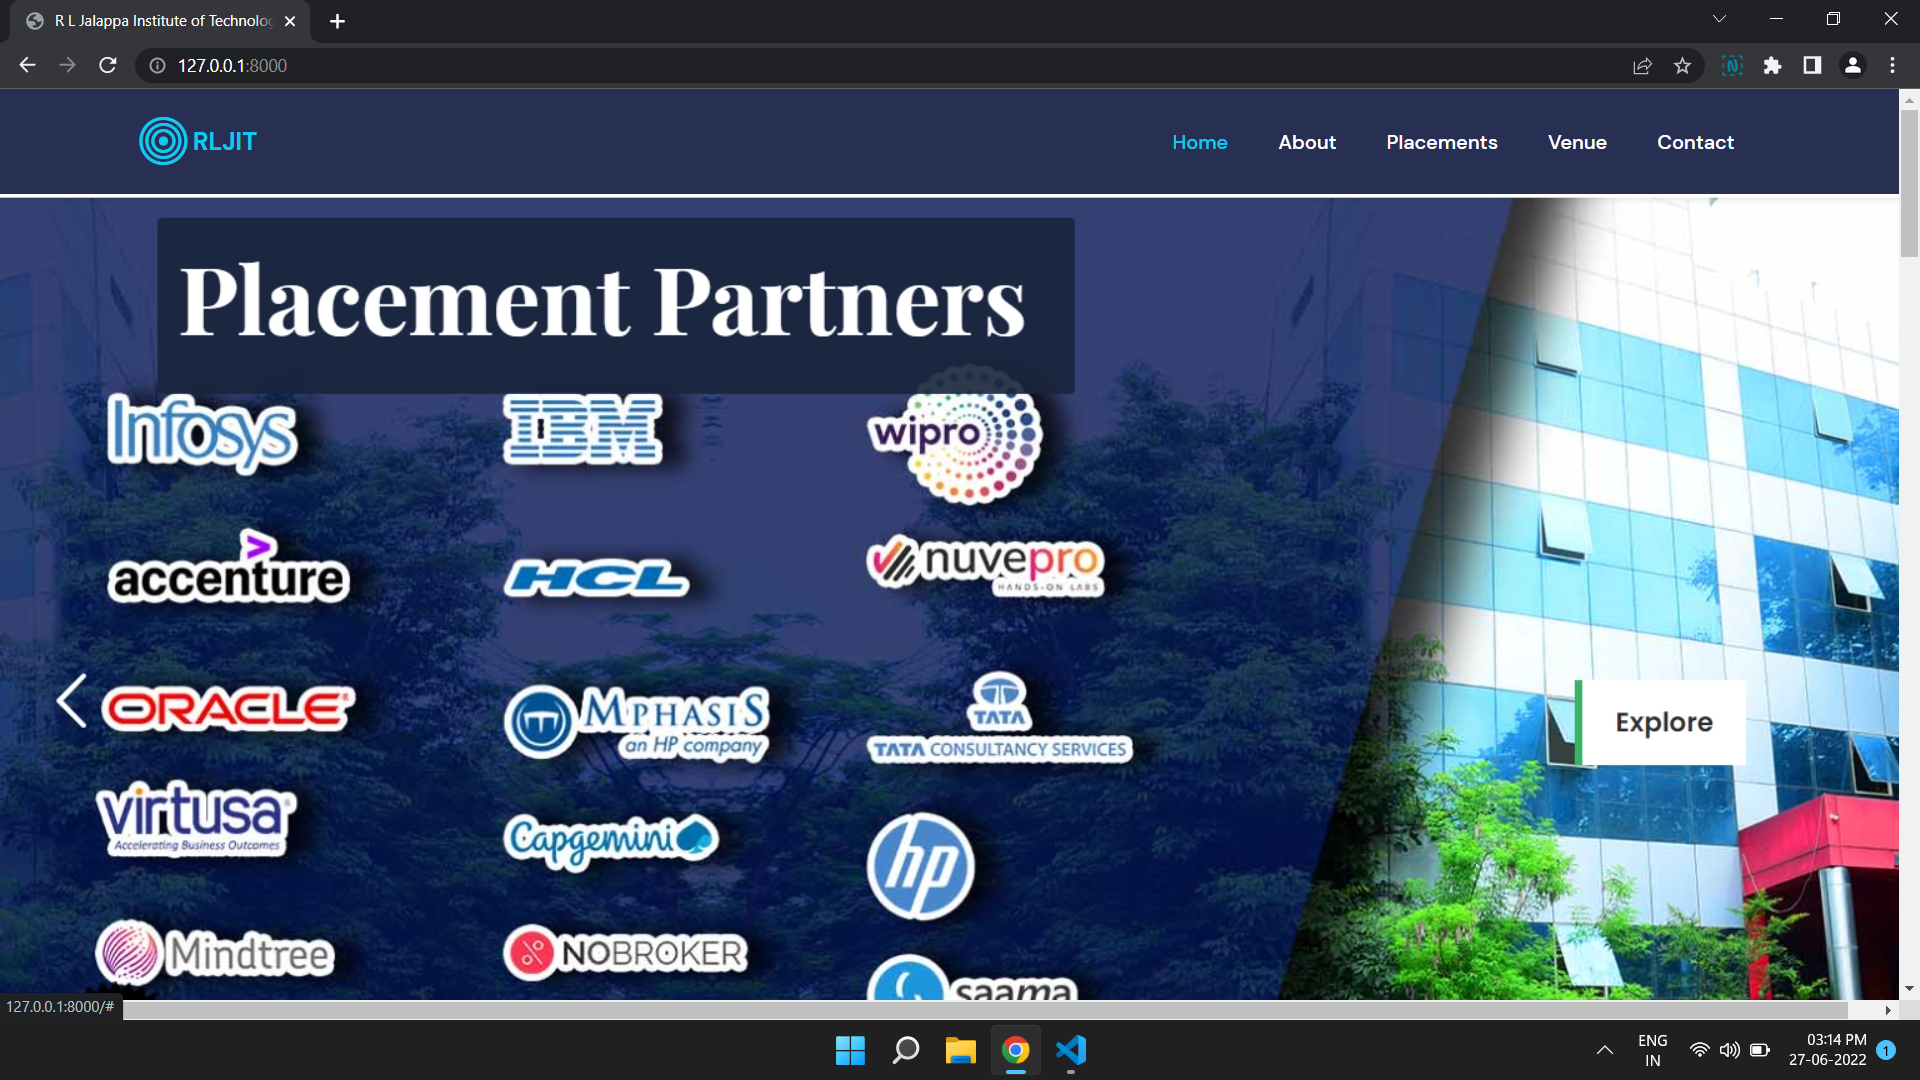 R L Jalappa Institute of Technolog
127.0.0.1:8000
RLJIT
Home
About
Placements
Venue
Contact
Placement Partners
Infosys
IBM
wipro
accenture
HCL
nuvepro
HANDS-ON LABS
ORACLE®
MPHASIS
an HP company
TATA
TATA CONSULTANCY SERVICES
Explore
virtusa®
Accelerating Business Outcomes
Capgemini
hp
Mindtree
NOBROKER
saama
127.0.0.1:8000/#
ENG
IN
03:14 PM
27-06-2022
1